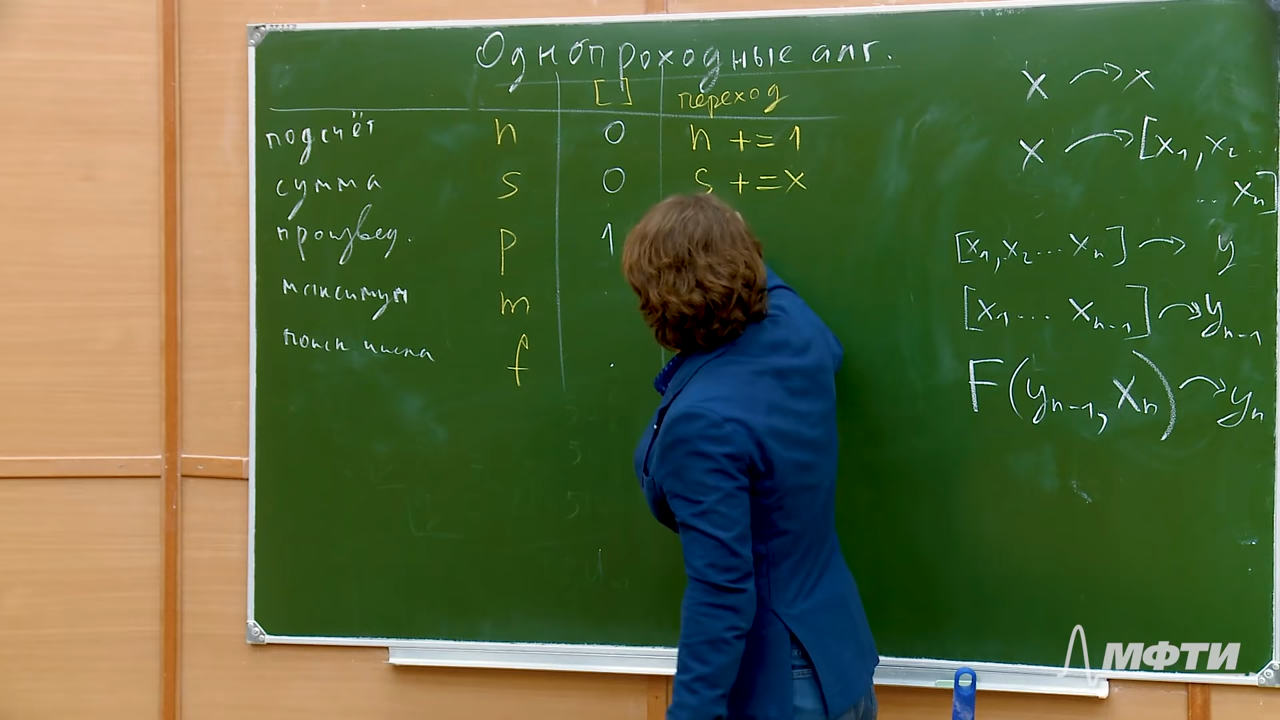 Однопроходные алг.
[ ] переход
подсчёт n 0 n += 1
сумма s 0 s += x
произвед. p 1
максимум m
поиск числа f
x → x
x → [x₁, x₂ ...
... xₙ]
[x₁, x₂ ... xₙ] → y
[x₁ ... xₙ₋₁] → yₙ₋₁
F(yₙ₋₁, xₙ) → yₙ
МФТИ